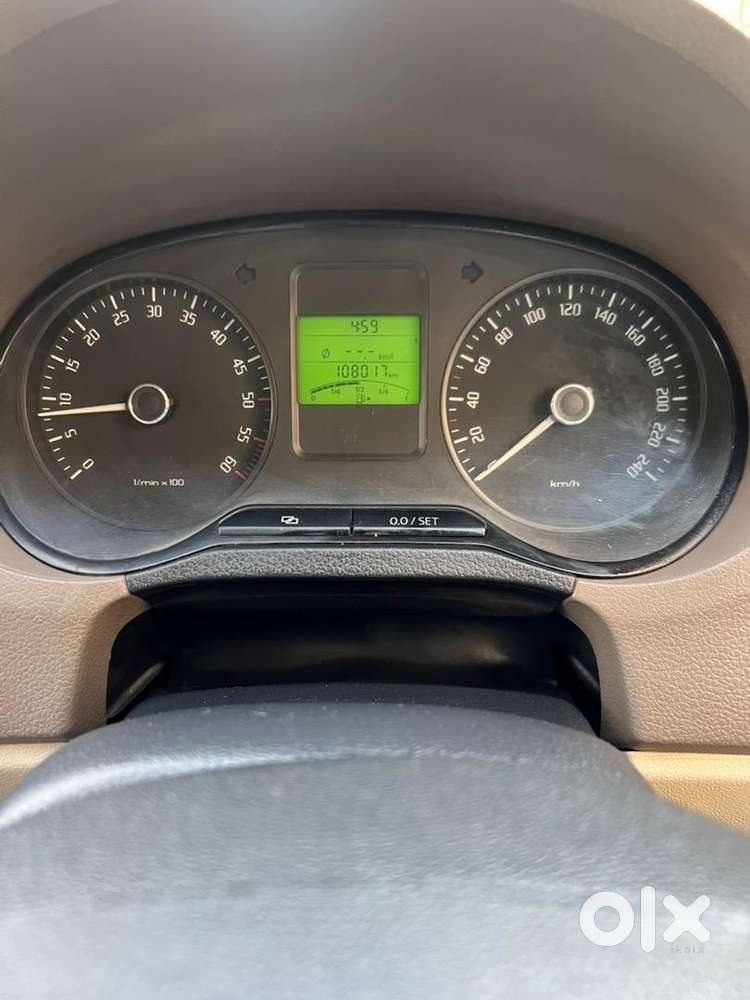 0 5 10 15 20 25 30 35 40 45 50 55 60
1/min x 100
4:59
Ø --.- km/l
108017 km
0 1/4 1/2 3/4 1
20 40 60 80 100 120 140 160 180 200 220 240
km/h
0.0 / SET
olx
INDIA